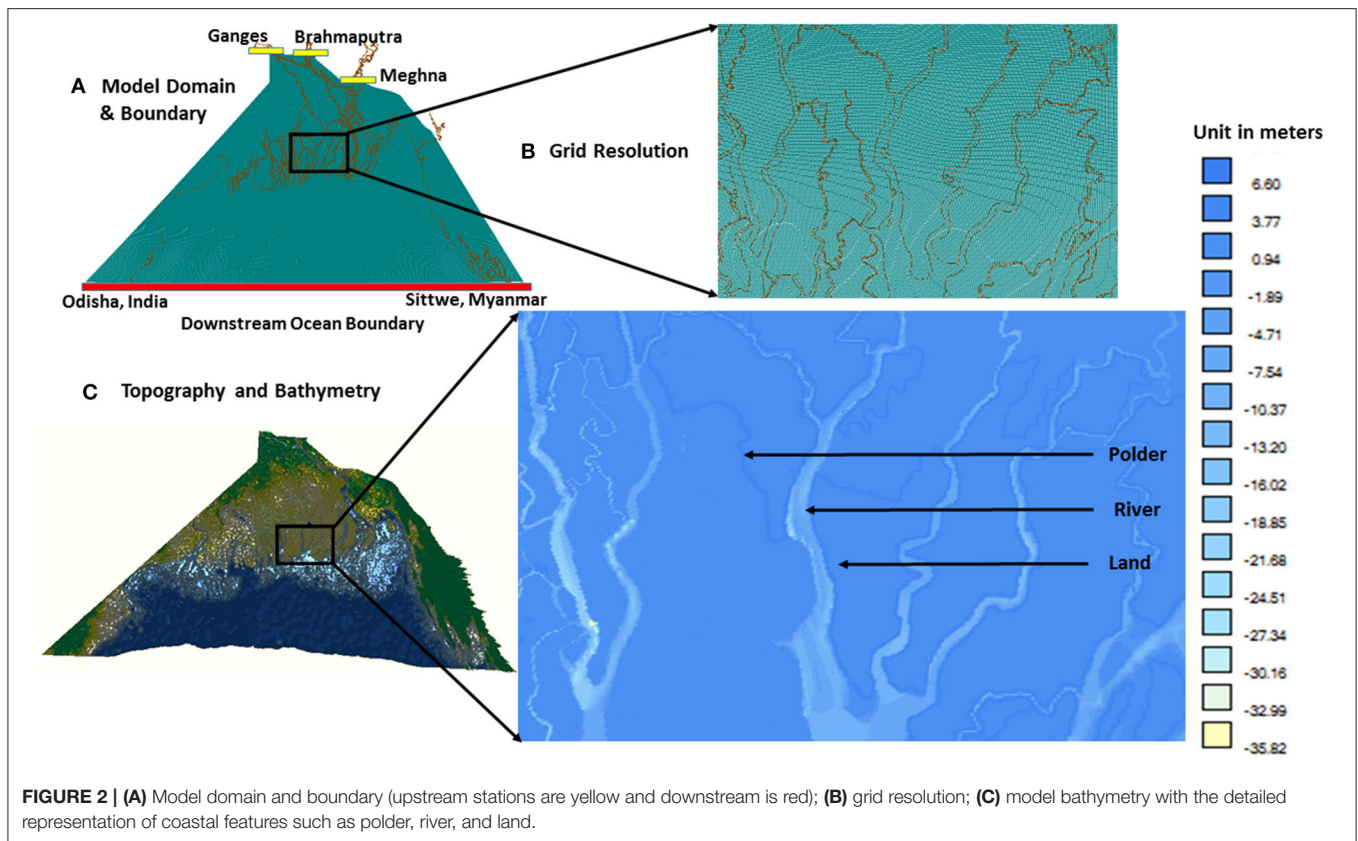 Ganges
Brahmaputra
Meghna
A Model Domain
& Boundary
B Grid Resolution
Odisha, India
Sittwe, Myanmar
Downstream Ocean Boundary
C Topography and Bathymetry
Polder
River
Land
Unit in meters
6.60
3.77
0.94
-1.89
-4.71
-7.54
-10.37
-13.20
-16.02
-18.85
-21.68
-24.51
-27.34
-30.16
-32.99
-35.82
FIGURE 2 | (A) Model domain and boundary (upstream stations are yellow and downstream is red); (B) grid resolution; (C) model bathymetry with the detailed
representation of coastal features such as polder, river, and land.